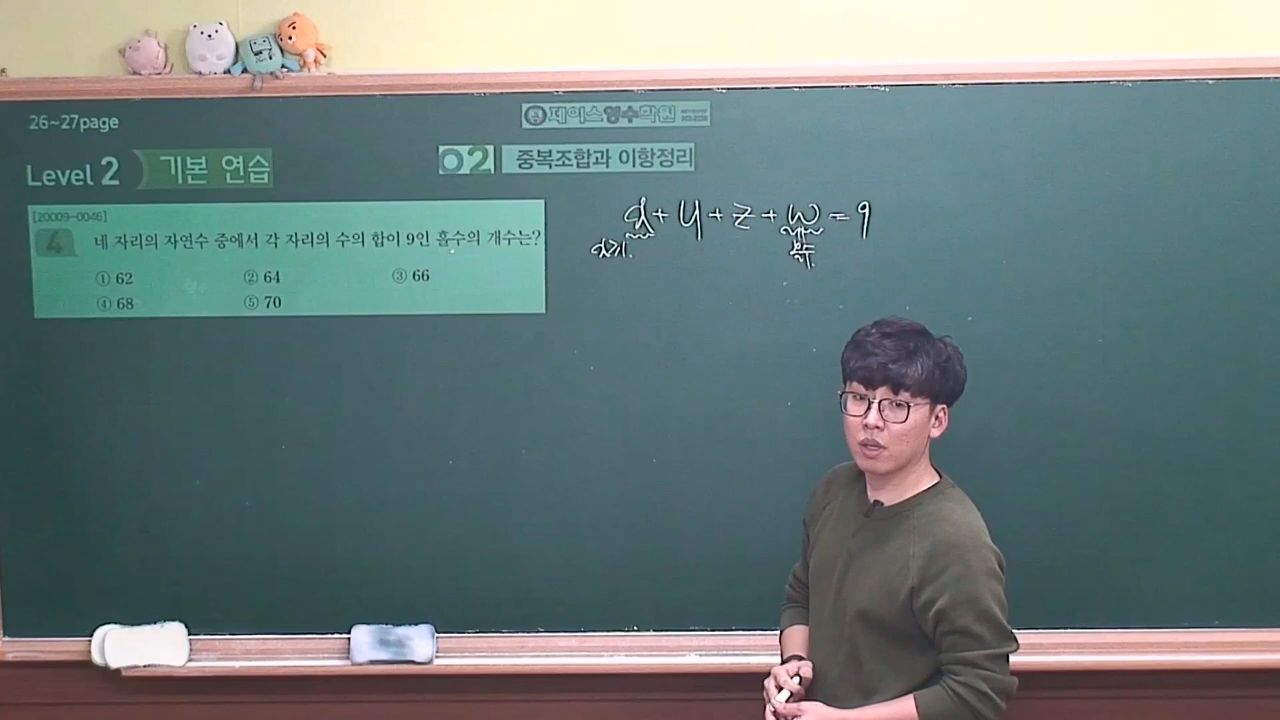 26~27page
제이스영수학원
Level 2 기본 연습
02 중복조합과 이항정리
[20009-0046]
4 네 자리의 자연수 중에서 각 자리의 수의 합이 9인 홀수의 개수는?
① 62 ② 64 ③ 66
④ 68 ⑤ 70
x+y+z+w=9
x≥1.
홀수.